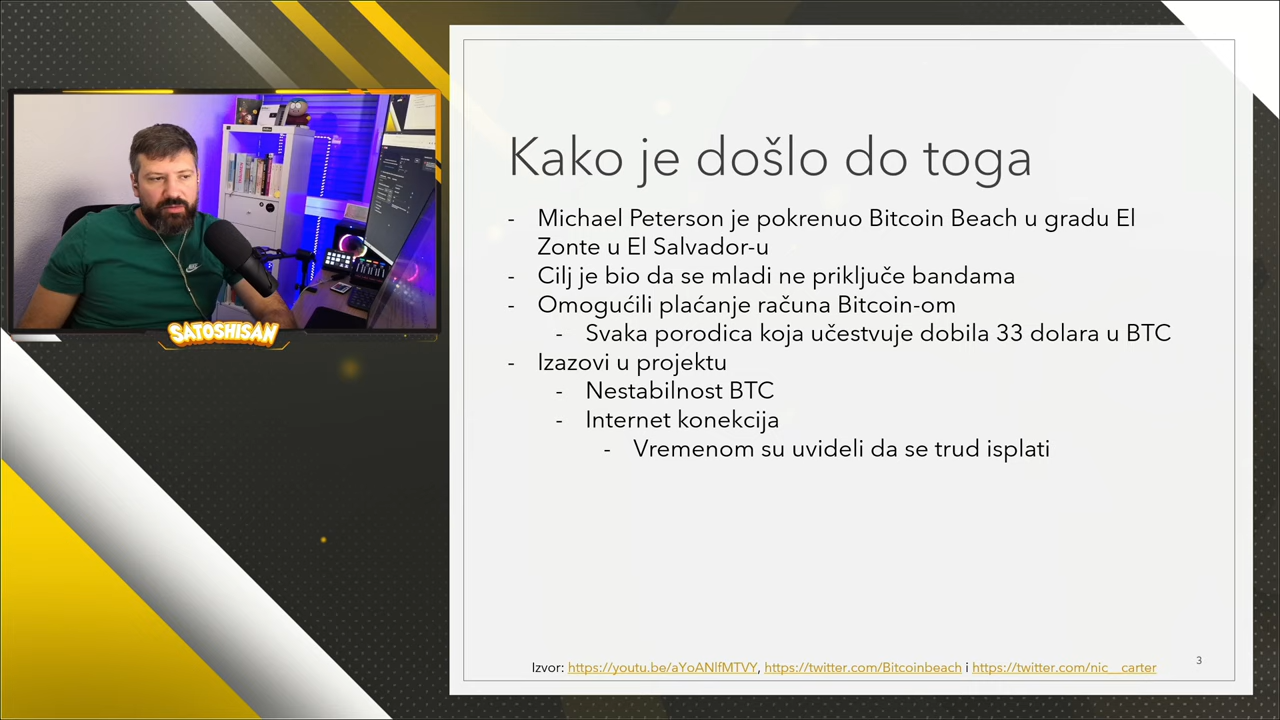 Kako je došlo do toga
- Michael Peterson je pokrenuo Bitcoin Beach u gradu El
Zonte u El Salvador-u
- Cilj je bio da se mladi ne priključe bandama
- Omogućili plaćanje računa Bitcoin-om
- Svaka porodica koja učestvuje dobila 33 dolara u BTC
- Izazovi u projektu
- Nestabilnost BTC
- Internet konekcija
- Vremenom su uvideli da se trud isplati
SATOSHISAN
Izvor: https://youtu.be/aYoANlfMTVY, https://twitter.com/Bitcoinbeach i https://twitter.com/nic__carter
3